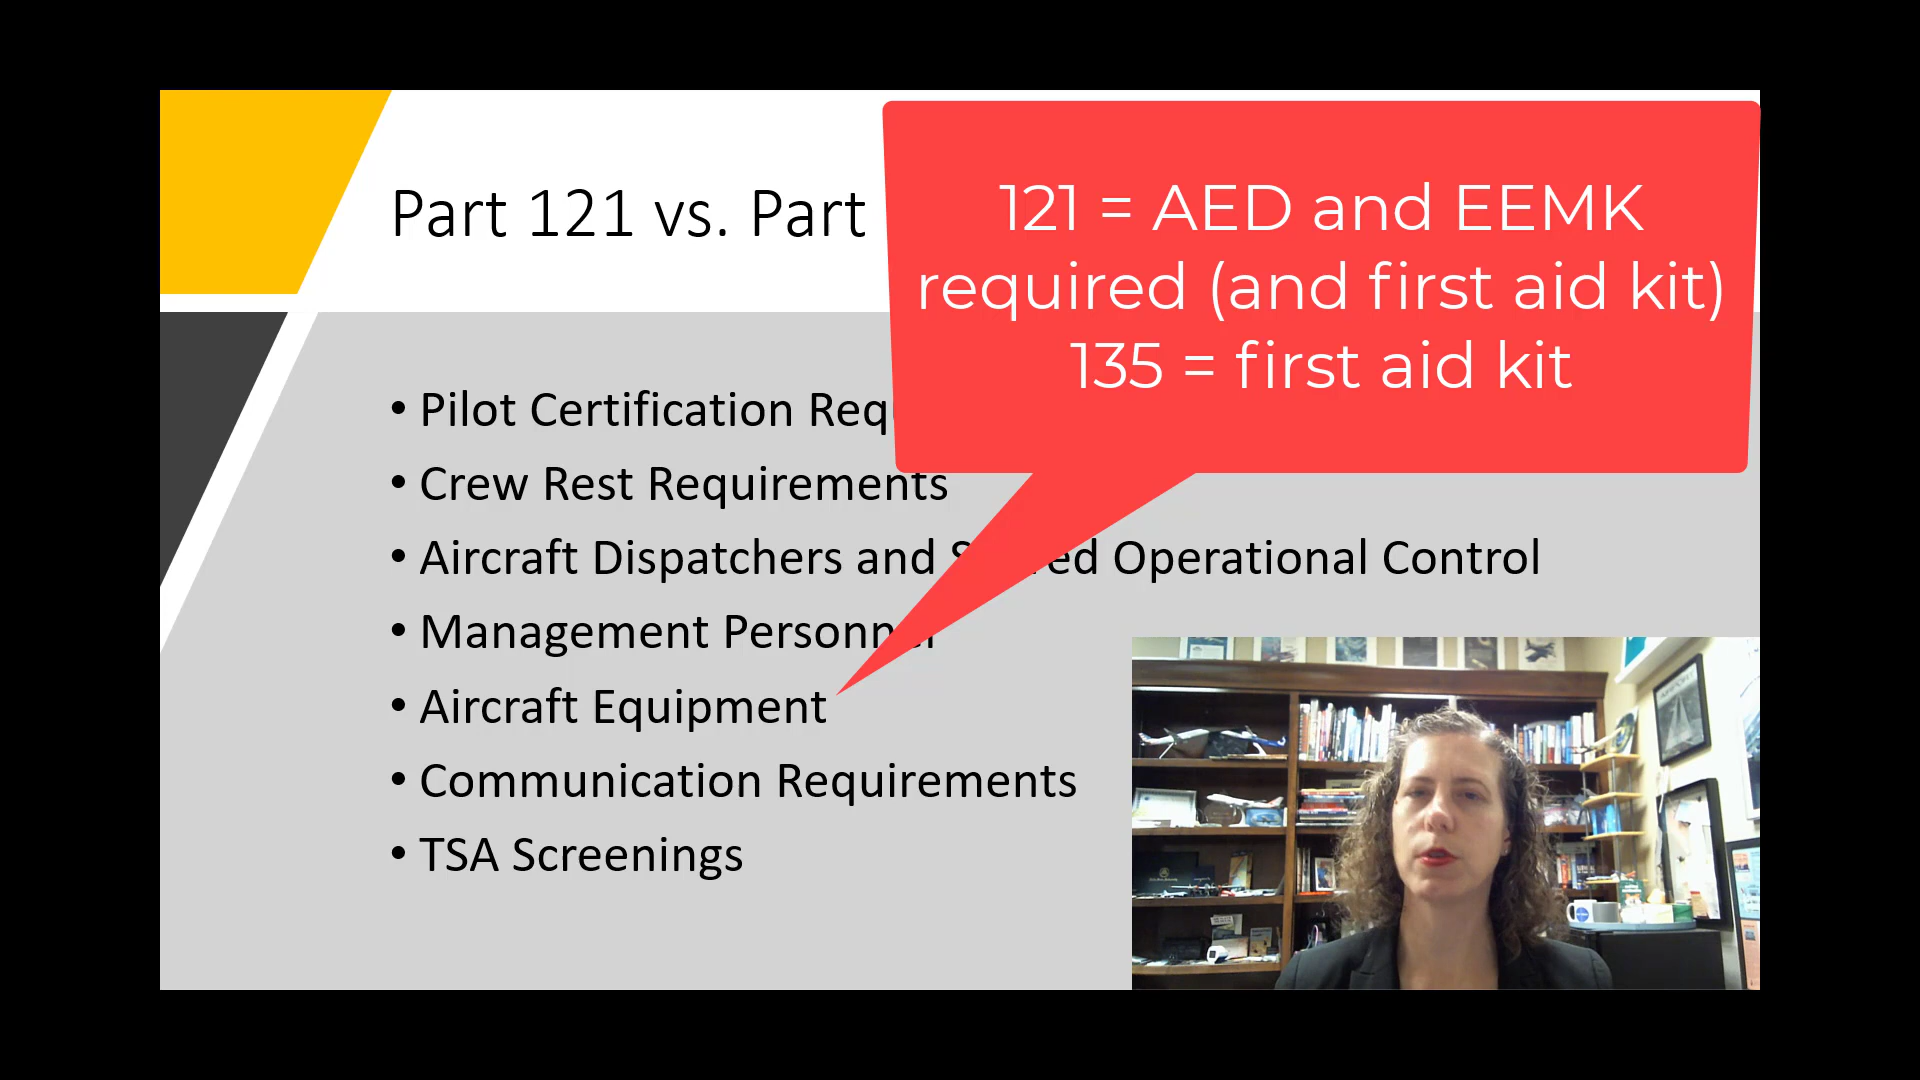 Part 121 vs. Part
121 = AED and EEMK
required (and first aid kit)
135 = first aid kit
• Pilot Certification Req
• Crew Rest Requirements
• Aircraft Dispatchers and S ed Operational Control
• Management Personnel
• Aircraft Equipment
• Communication Requirements
• TSA Screenings